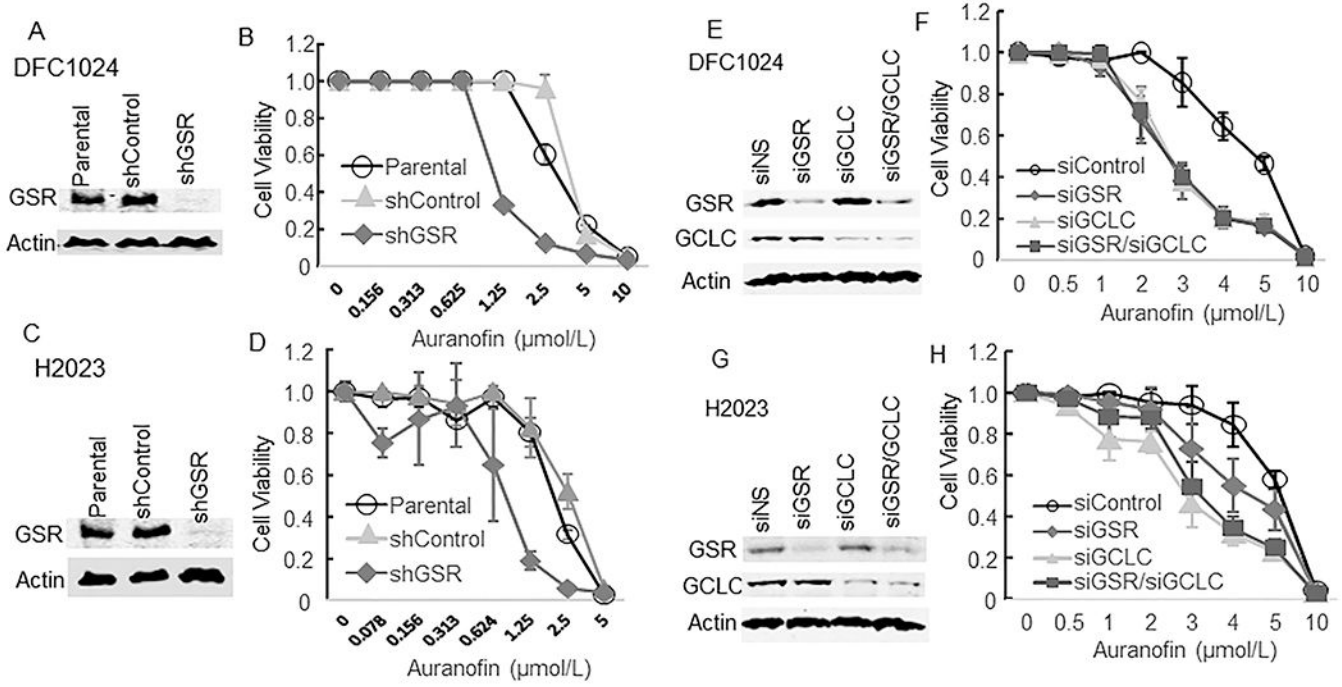 A
DFC1024
Parental
shControl
shGSR
GSR
Actin
B
Cell Viability
1.2
1.0
0.8
0.6
0.4
0.2
0.0
Parental
shControl
shGSR
0 0.156 0.313 0.625 1.25 2.5 5 10
Auranofin (µmol/L)
C
H2023
Parental
shControl
shGSR
GSR
Actin
D
Cell Viability
1.2
1.0
0.8
0.6
0.4
0.2
0
Parental
shControl
shGSR
0 0.078 0.156 0.313 0.624 1.25 2.5 5
Auranofin (µmol/L)
E
DFC1024
siNS
siGSR
siGCLC
siGSR/GCLC
GSR
GCLC
Actin
F
Cell Viability
1.2
1.0
0.8
0.6
0.4
0.2
0
siControl
siGSR
siGCLC
siGSR/siGCLC
0 0.5 1 2 3 4 5 10
Auranofin (µmol/L)
G
H2023
siNS
siGSR
siGCLC
siGSR/GCLC
GSR
GCLC
Actin
H
Cell Viability
1.2
1.0
0.8
0.6
0.4
0.2
0
siControl
siGSR
siGCLC
siGSR/siGCLC
0 0.5 1 2 3 4 5 10
Auranofin (µmol/L)